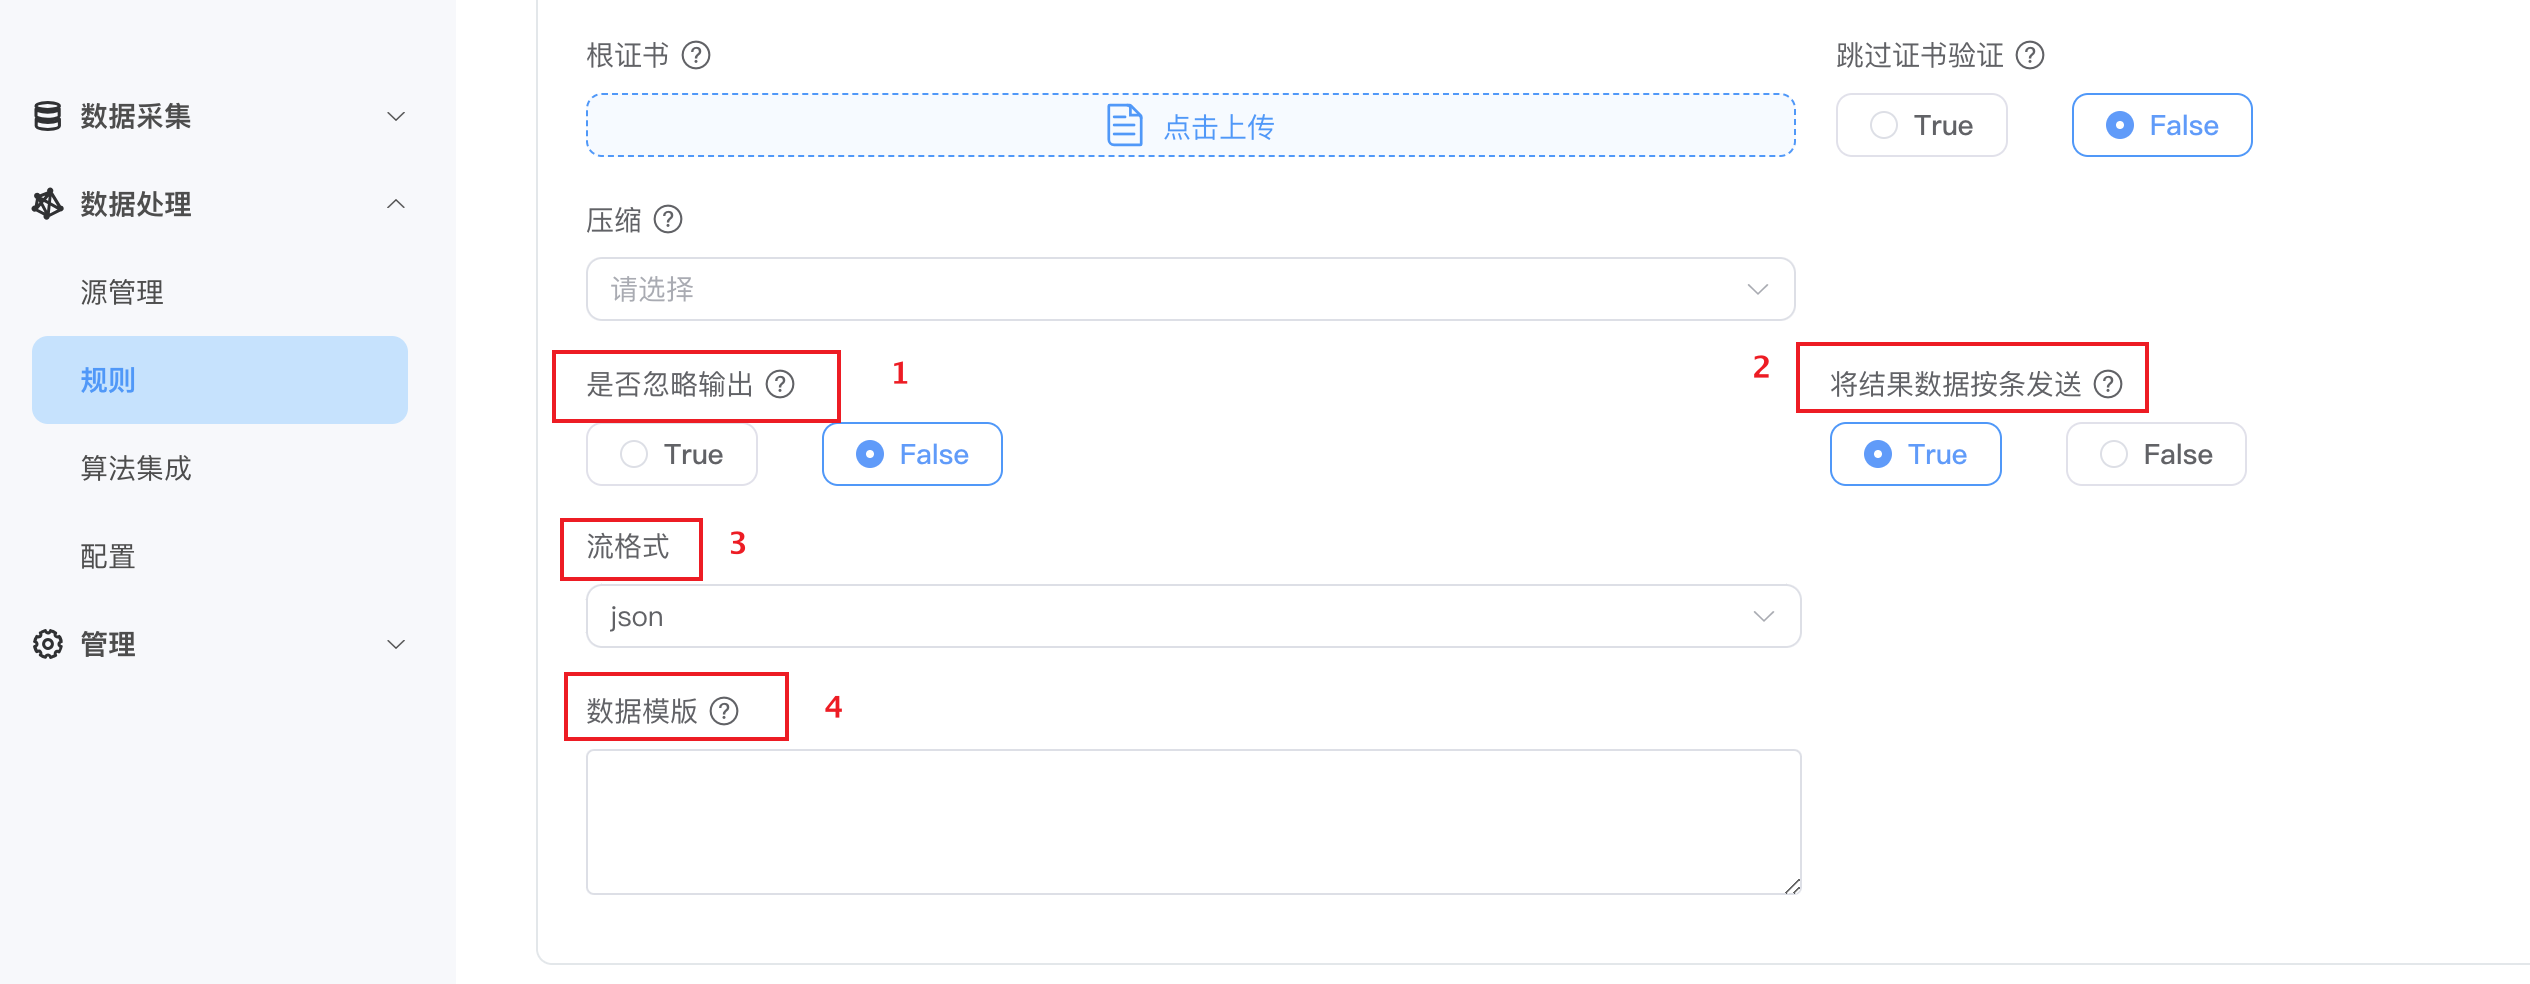 数据采集
数据处理
源管理
规则
算法集成
配置
管理
根证书 ?
点击上传
跳过证书验证 ?
True
False
压缩 ?
请选择
是否忽略输出 ?
1
True
False
2
将结果数据按条发送 ?
True
False
流格式
3
json
数据模版 ?
4